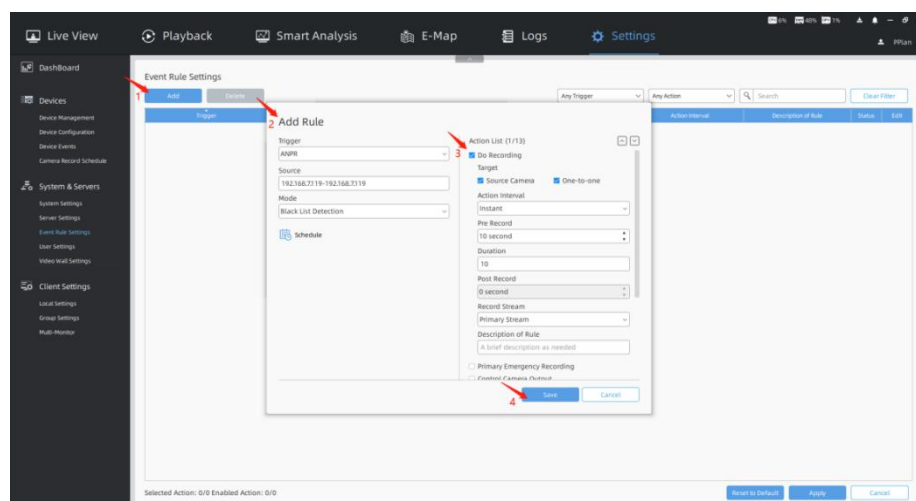 6% 48% 1%
Live View Playback Smart Analysis E-Map Logs Settings
PPlan
DashBoard
Devices
Device Management
Device Configuration
Device Events
Camera Record Schedule
System & Servers
System Settings
Server Settings
Event Rule Settings
User Settings
Video Wall Settings
Client Settings
Local Settings
Group Settings
Multi-Monitor
Event Rule Settings
1 Add Delete Any Trigger Any Action Search Clear Filter
Trigger Action Interval Description of Rule Status Edit
2 Add Rule
Trigger
ANPR
Source
192.168.7.119-192.168.7.119
Mode
Black List Detection
Schedule
Action List (1/13)
3 Do Recording
Target
Source Camera One-to-one
Action Interval
Instant
Pre Record
10 second
Duration
10
Post Record
0 second
Record Stream
Primary Stream
Description of Rule
A brief description as needed
Primary Emergency Recording
Control Camera Output
4 Save Cancel
Selected Action: 0/0 Enabled Action: 0/0
Reset to Default Apply Cancel